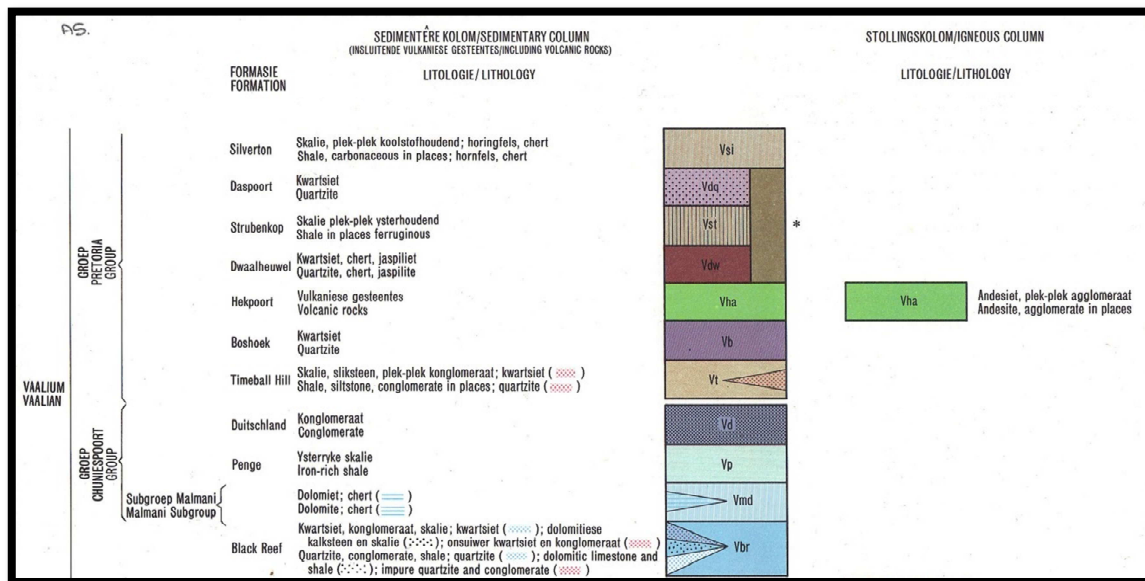 AS.
SEDIMENTÊRE KOLOM/SEDIMENTARY COLUMN
(INSLUITENDE VULKANIESE GESTEENTES/INCLUDING VOLCANIC ROCKS)
STOLLINGSKOLOM/IGNEOUS COLUMN
FORMASIE
FORMATION
LITOLOGIE/LITHOLOGY
LITOLOGIE/LITHOLOGY
VAALIUM
VAALIAN
GROEP
PRETORIA
GROUP
Silverton
Skalie, plek-plek koolstofhoudend; horingfels, chert
Shale, carbonaceous in places; hornfels, chert
Vsi
Daspoort
Kwartsiet
Quartzite
Vdq
Strubenkop
Skalie plek-plek ysterhoudend
Shale in places ferruginous
Vst
*
Dwaalheuwel
Kwartsiet, chert, jaspiliet
Quartzite, chert, jaspilite
Vdw
Hekpoort
Vulkaniese gesteentes
Volcanic rocks
Vha
Vha
Andesiet, plek-plek agglomeraat
Andesite, agglomerate in places
Boshoek
Kwartsiet
Quartzite
Vb
Timeball Hill
Skalie, sliksteen, plek-plek konglomeraat; kwartsiet ( )
Shale, siltstone, conglomerate in places; quartzite ( )
Vt
GROEP
CHUNIESPOORT
GROUP
Duitschland
Konglomeraat
Conglomerate
Vd
Penge
Ysterryke skalie
Iron-rich shale
Vp
Subgroep Malmani
Malmani Subgroup
Dolomiet; chert ( )
Dolomite; chert ( )
Vmd
Black Reef
Kwartsiet, konglomeraat, skalie; kwartsiet ( ); dolomitiese
kalksteen en skalie ( ); onsuiwer kwartsiet en konglomeraat ( )
Quartzite, conglomerate, shale; quartzite ( ); dolomitic limestone and
shale ( ); impure quartzite and conglomerate ( )
Vbr